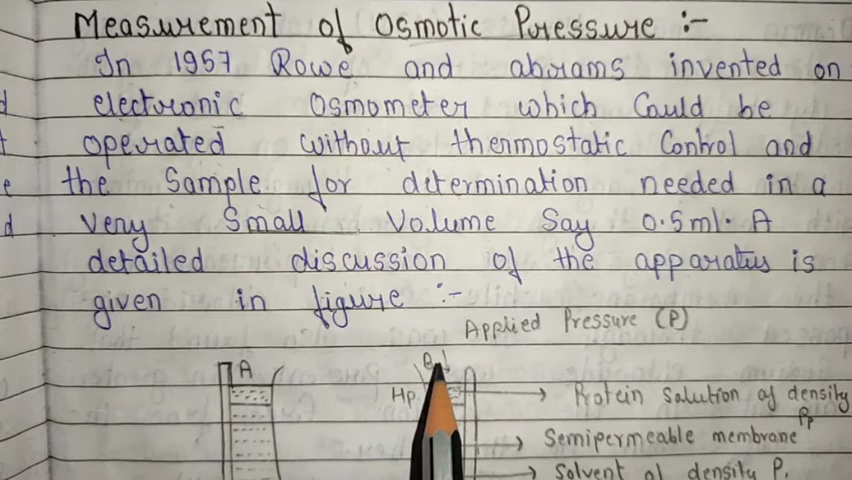 Measurement of Osmotic Pressure :-
In 1957 Rowe and abrams invented on
electronic Osmometer which Could be
operated without thermostatic Control and
the Sample for determination needed in a
very Small Volume Say 0.5ml. A
detailed discussion of the apparatus is
given in figure :-
Applied Pressure (P)
A
B
Hp
Protein Solution of density
Pp
Semipermeable membrane
Solvent of density P.
d
t
e
d